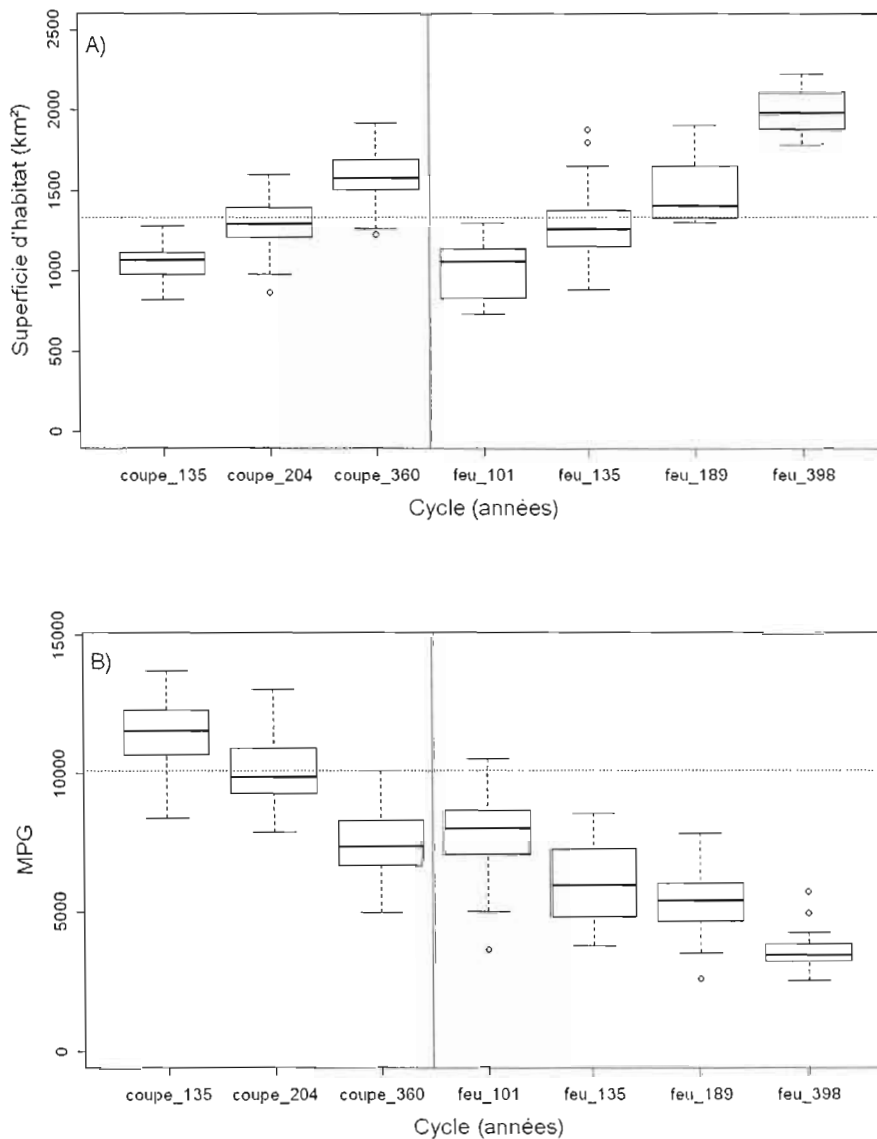 A)
Superficie d'habitat (km²)
2500
2000
1500
1000
500
0
coupe_135 coupe_204 coupe_360 feu_101 feu_135 feu_189 feu_398
Cycle (années)
B)
MPG
15000
10000
5000
0
coupe_135 coupe_204 coupe_360 feu_101 feu_135 feu_189 feu_398
Cycle (années)